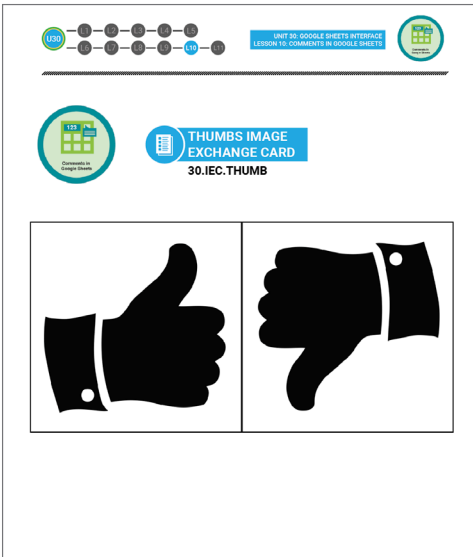 U30
L1 L2 L3 L4 L5
L6 L7 L8 L9 L10 L11
UNIT 30: GOOGLE SHEETS INTERFACE
LESSON 10: COMMENTS IN GOOGLE SHEETS
123
Comments in
Google Sheets
THUMBS IMAGE
EXCHANGE CARD
30.IEC.THUMB